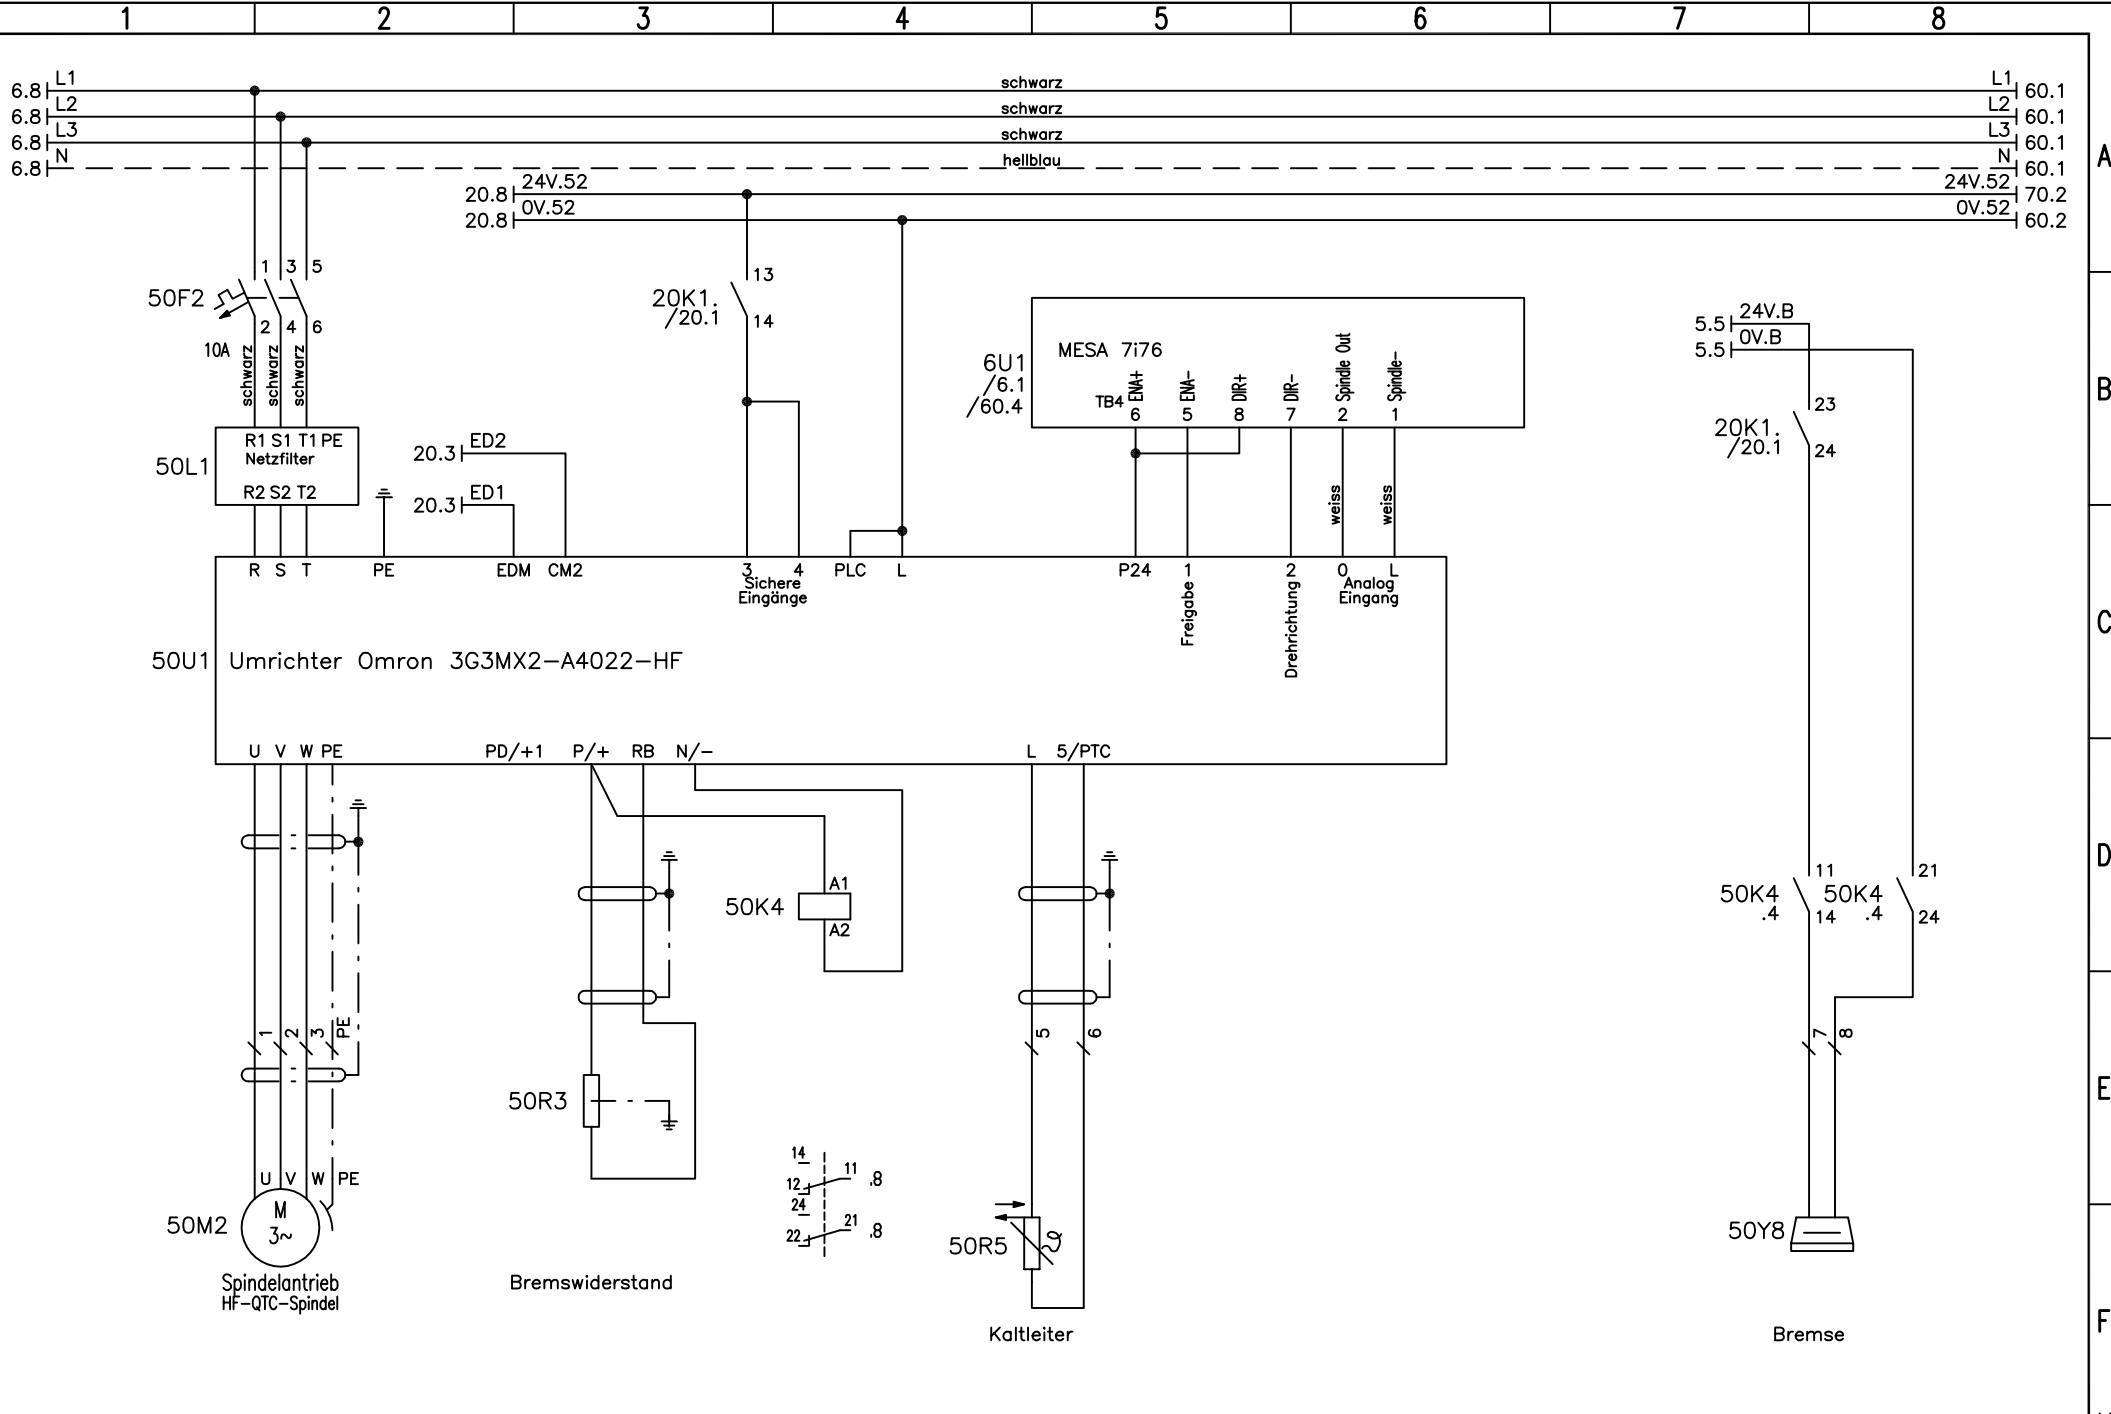 1 2 3 4 5 6 7 8
L1 schwarz L1
6.8 60.1
L2 schwarz L2
6.8 60.1
L3 schwarz L3
6.8 60.1
N hellblau N
6.8 60.1
A
24V.52 24V.52
20.8 70.2
0V.52 0V.52
20.8 60.2
1 3 5
50F2
2 4 6
10A
schwarz schwarz schwarz
13
20K1.
/20.1
14
6U1
/6.1
/60.4
MESA 7i76
TB4
ENA+ ENA- DIR+ DIR- Spindle Out Spindle-
6 5 8 7 2 1
24V.B
5.5
0V.B
5.5
B
23
20K1.
/20.1
24
50L1
R1 S1 T1 PE
Netzfilter
R2 S2 T2
ED2
20.3
ED1
20.3
weiss weiss
R S T PE EDM CM2 3 4 PLC L P24 1 2 O L
Sichere
Eingänge
Freigabe
Drehrichtung
Analog
Eingang
C
50U1 Umrichter Omron 3G3MX2-A4022-HF
U V W PE PD/+1 P/+ RB N/- L 5/PTC
D
A1
50K4
A2
11
50K4
.4
14
21
50K4
.4
24
1 2 3 PE
5 6
7 8
E
50R3
14
11 .8
12
24
21 .8
22
U V W PE
50M2
M
3~
Spindelantrieb
HF-QTC-Spindel
Bremswiderstand
50R5
Kaltleiter
50Y8
Bremse
F